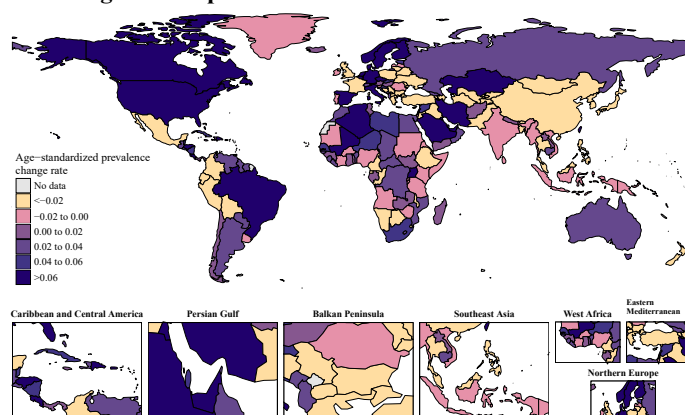 Age−standardized prevalence
change rate
No data
<−0.02
−0.02 to 0.00
0.00 to 0.02
0.02 to 0.04
0.04 to 0.06
>0.06
Caribbean and Central America
Persian Gulf
Balkan Peninsula
Southeast Asia
West Africa
Eastern
Mediterranean
Northern Europe